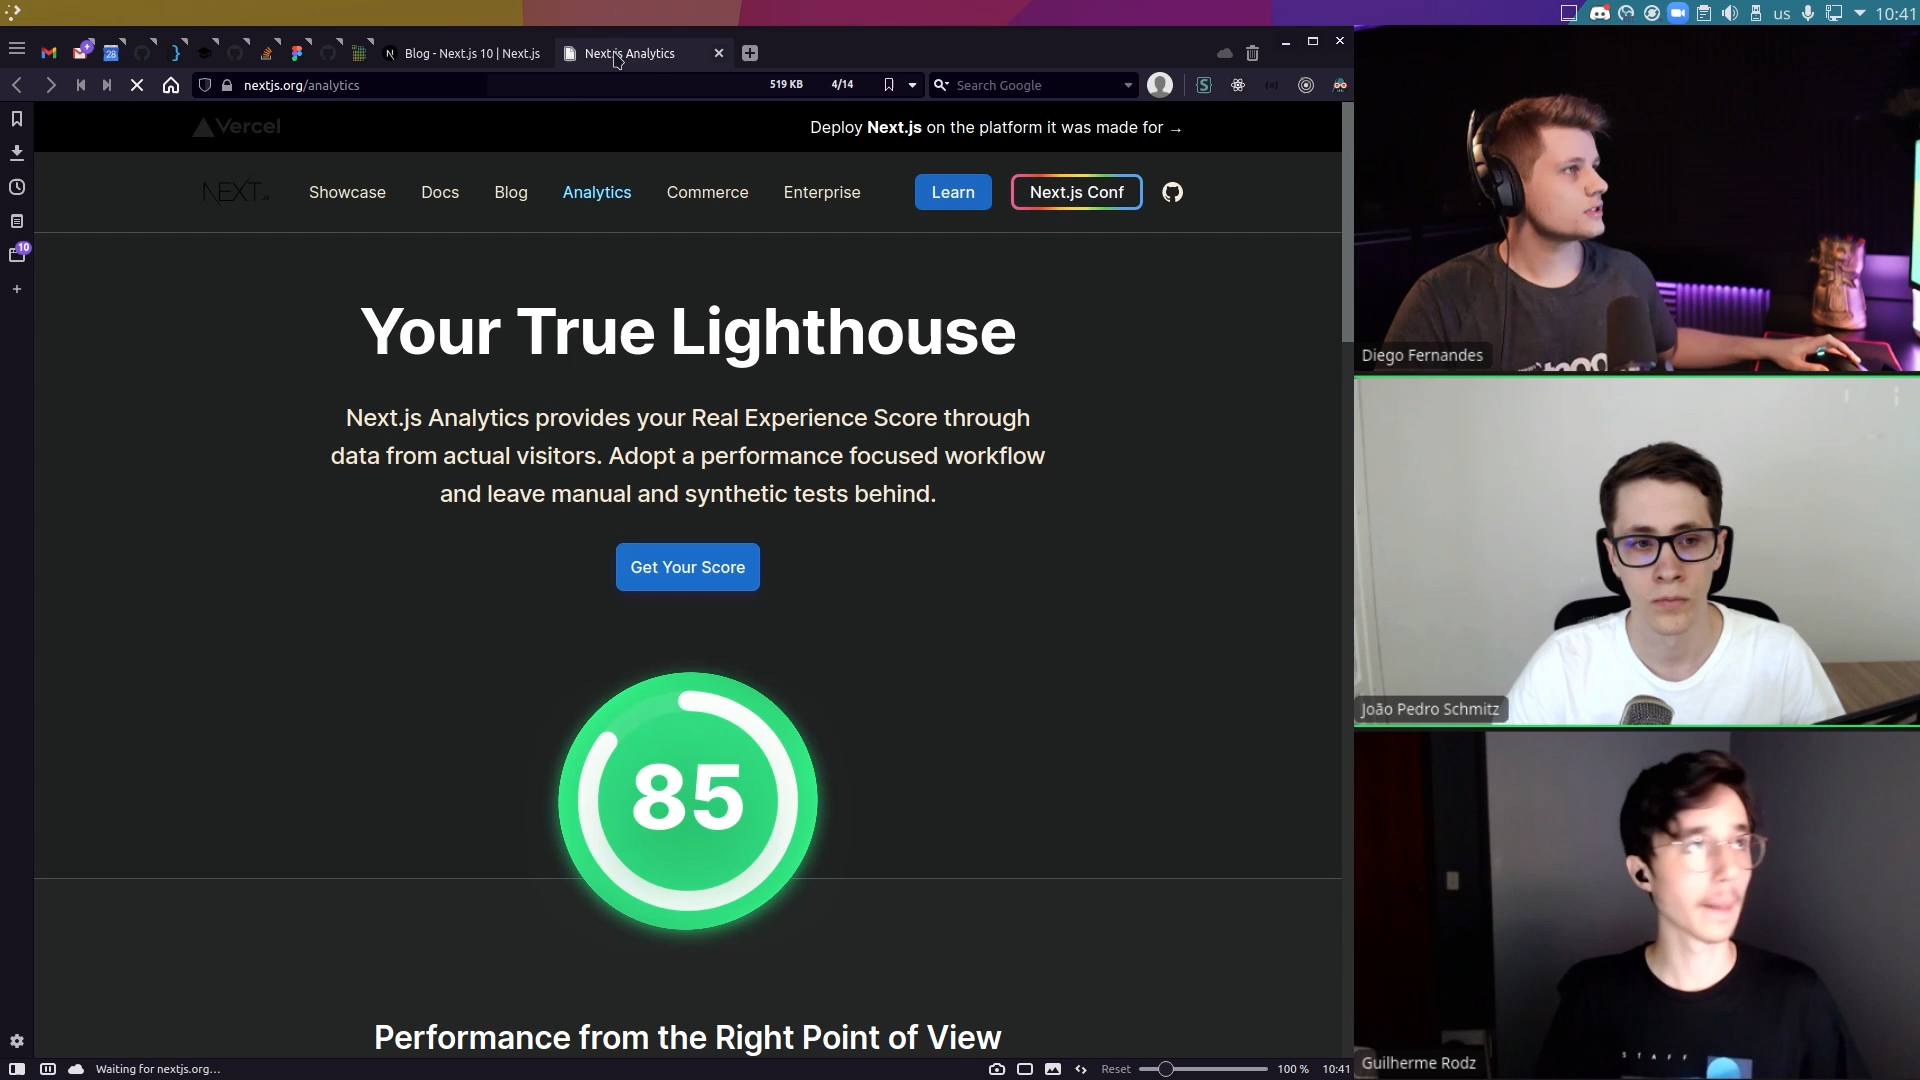 us
10:41
28
Blog - Next.js 10 | Next.js
Next.js Analytics
nextjs.org/analytics
519 KB
4/14
Search Google
Vercel
Deploy Next.js on the platform it was made for →
NEXT.js
Showcase
Docs
Blog
Analytics
Commerce
Enterprise
Learn
Next.js Conf
10
Your True Lighthouse
Next.js Analytics provides your Real Experience Score through
data from actual visitors. Adopt a performance focused workflow
and leave manual and synthetic tests behind.
Get Your Score
85
Performance from the Right Point of View
Waiting for nextjs.org...
Reset
100 %
10:41
Diego Fernandes
João Pedro Schmitz
STAFF
Guilherme Rodz